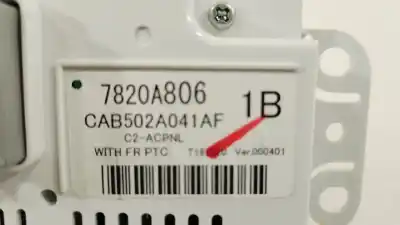 7820A806 1B
CAB502A041AF
C2-ACPNL
WITH FR PTC Ver.000401